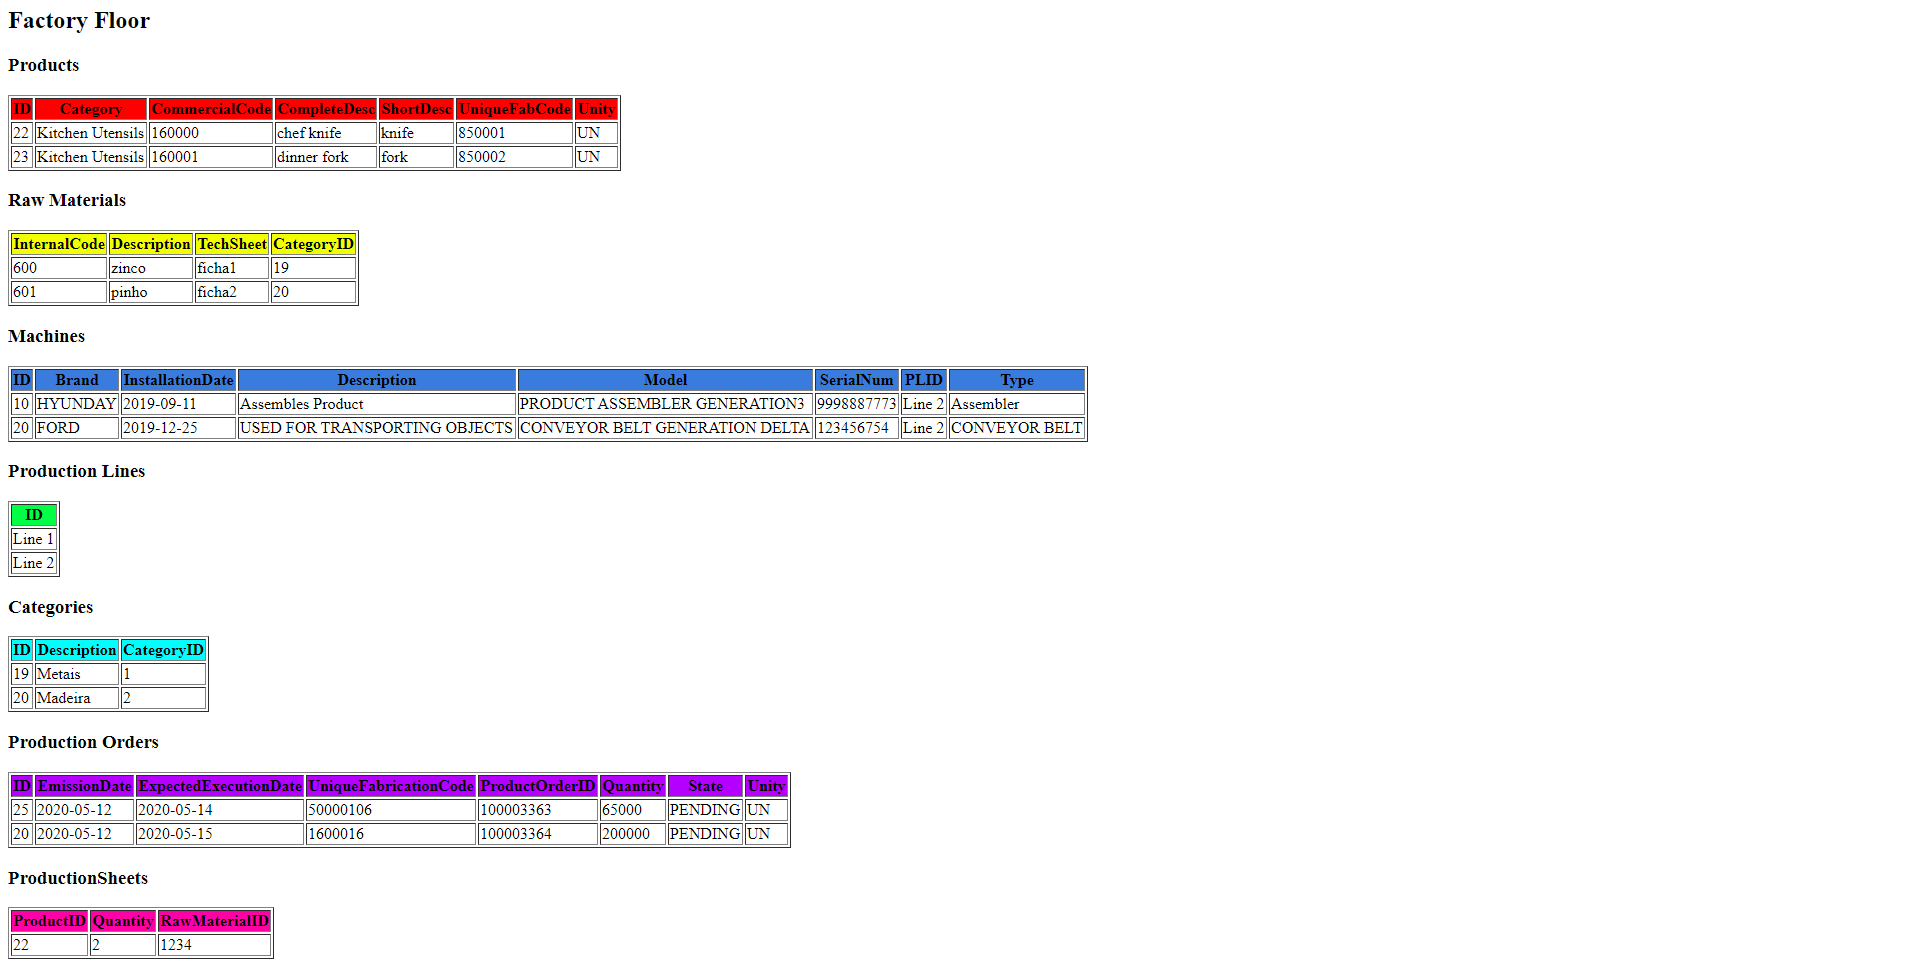 Factory Floor
Products
ID Category CommercialCode CompleteDesc ShortDesc UniqueFabCode Unity
22 Kitchen Utensils 160000 chef knife knife 850001 UN
23 Kitchen Utensils 160001 dinner fork fork 850002 UN
Raw Materials
InternalCode Description TechSheet CategoryID
600 zinco ficha1 19
601 pinho ficha2 20
Machines
ID Brand InstallationDate Description Model SerialNum PLID Type
10 HYUNDAY 2019-09-11 Assembles Product PRODUCT ASSEMBLER GENERATION3 9998887773 Line 2 Assembler
20 FORD 2019-12-25 USED FOR TRANSPORTING OBJECTS CONVEYOR BELT GENERATION DELTA 123456754 Line 2 CONVEYOR BELT
Production Lines
ID
Line 1
Line 2
Categories
ID Description CategoryID
19 Metais 1
20 Madeira 2
Production Orders
ID EmissionDate ExpectedExecutionDate UniqueFabricationCode ProductOrderID Quantity State Unity
25 2020-05-12 2020-05-14 50000106 100003363 65000 PENDING UN
20 2020-05-12 2020-05-15 1600016 100003364 200000 PENDING UN
ProductionSheets
ProductID Quantity RawMaterialID
22 2 1234